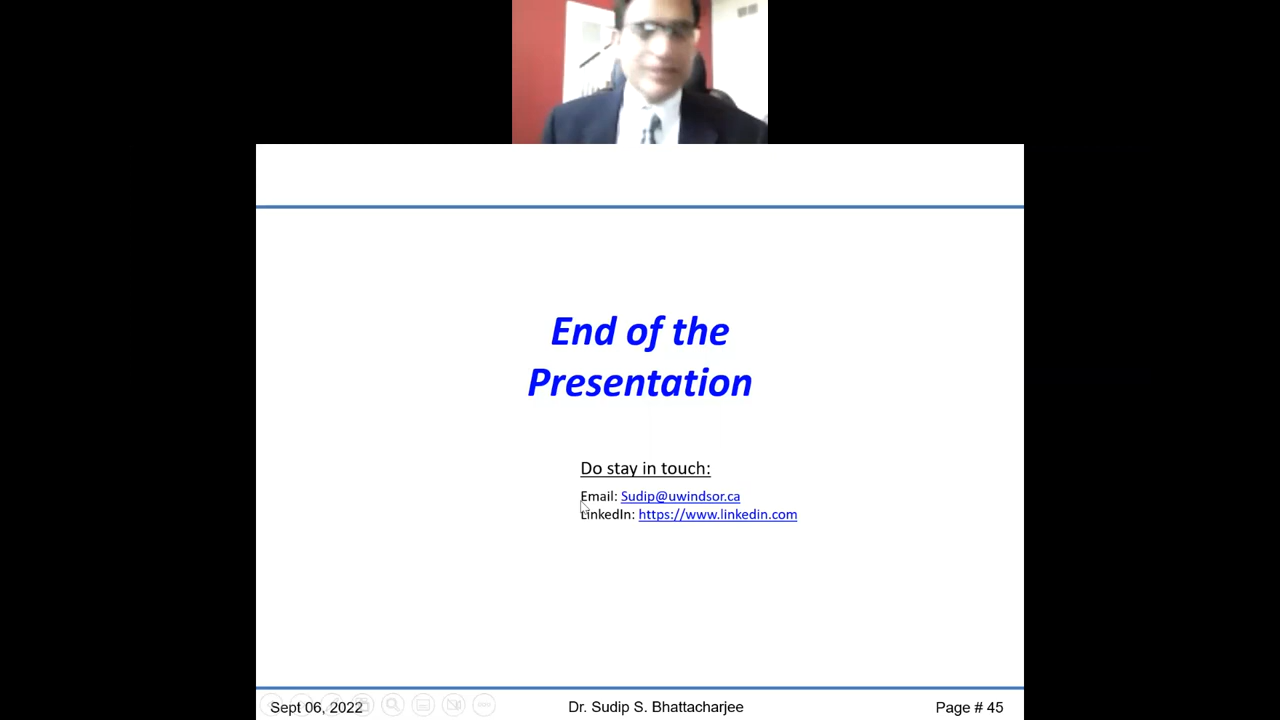 End of the
Presentation
Do stay in touch:
Email: Sudip@uwindsor.ca
LinkedIn: https://www.linkedin.com
Sept 06, 2022
Dr. Sudip S. Bhattacharjee
Page # 45